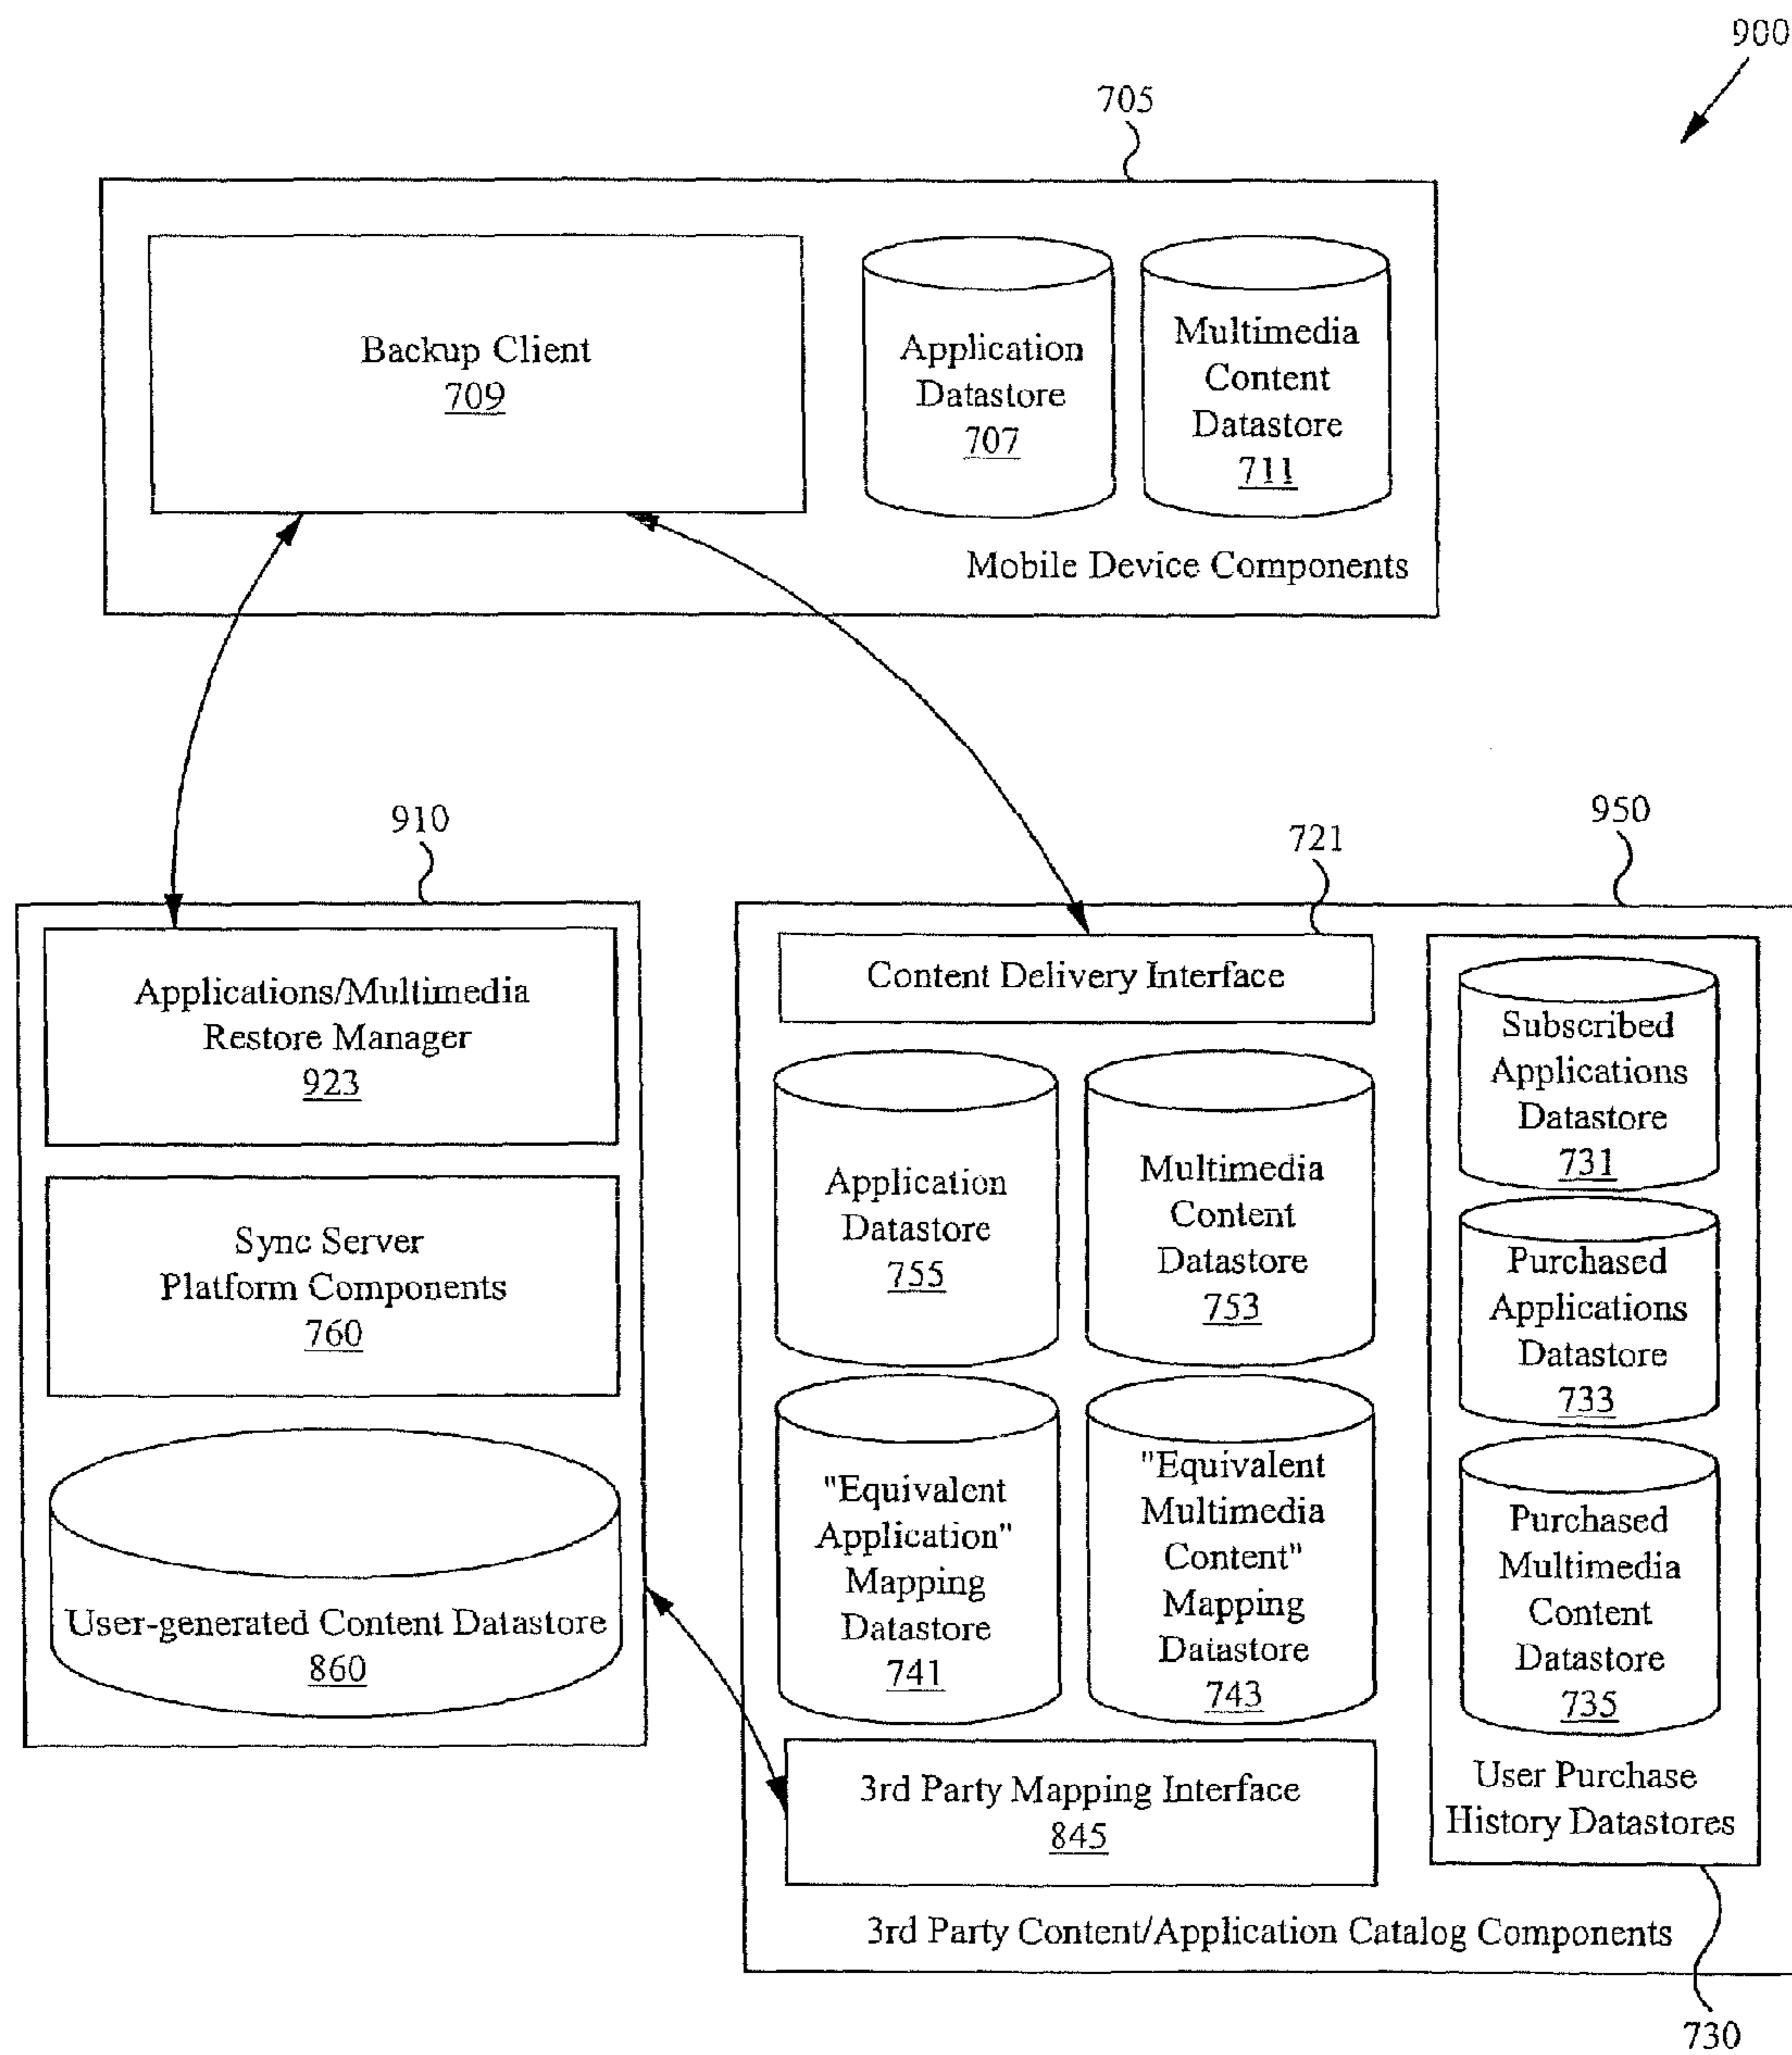 900
705
Backup Client
709
Application
Datastore
707
Multimedia
Content
Datastore
711
Mobile Device Components
910
Applications/Multimedia
Restore Manager
923
Sync Server
Platform Components
760
User-generated Content Datastore
860
721
950
Content Delivery Interface
Application
Datastore
755
Multimedia
Content
Datastore
753
"Equivalent
Application"
Mapping
Datastore
741
"Equivalent
Multimedia
Content"
Mapping
Datastore
743
3rd Party Mapping Interface
845
Subscribed
Applications
Datastore
731
Purchased
Applications
Datastore
733
Purchased
Multimedia
Content
Datastore
735
User Purchase
History Datastores
3rd Party Content/Application Catalog Components
730